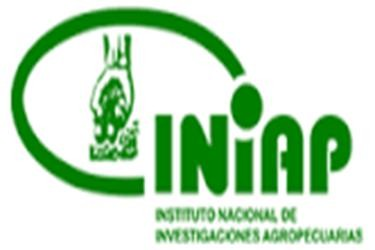 INiAP
INSTITUTO NACIONAL DE
INVESTIGACIONES AGROPECUARIAS